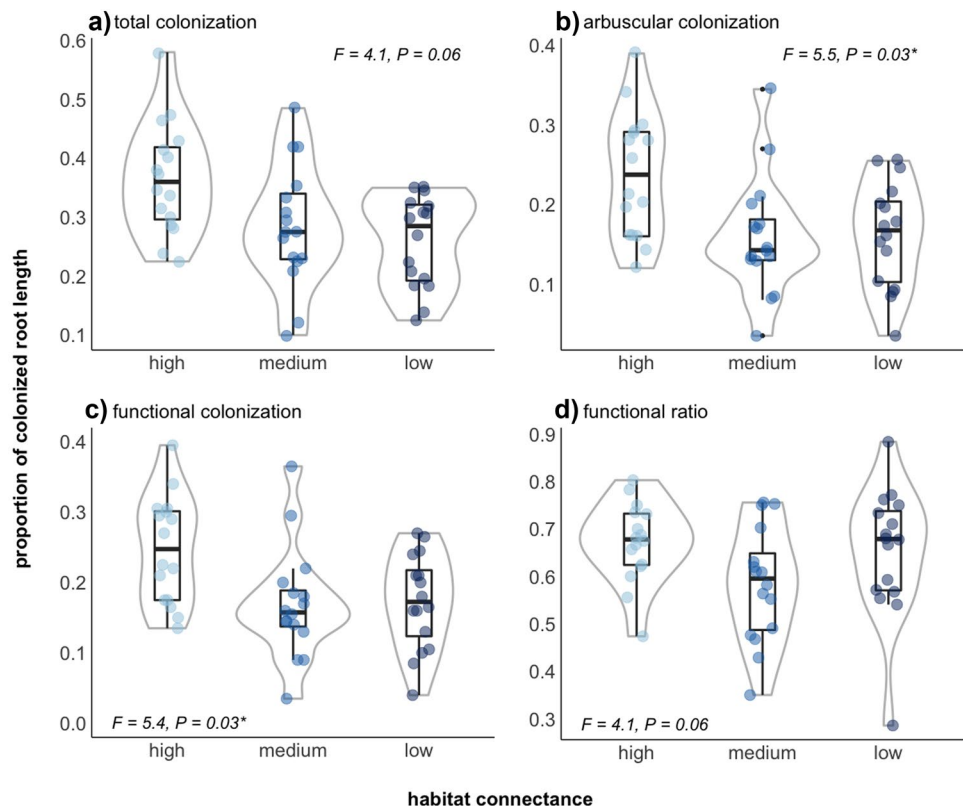 a) total colonization
0.6
0.5
0.4
0.3
0.2
0.1
F = 4.1, P = 0.06
high medium low
b) arbuscular colonization
0.4
0.3
0.2
0.1
F = 5.5, P = 0.03*
high medium low
proportion of colonized root length
c) functional colonization
0.4
0.3
0.2
0.1
0.0
F = 5.4, P = 0.03*
high medium low
d) functional ratio
0.9
0.8
0.7
0.6
0.5
0.4
0.3
F = 4.1, P = 0.06
high medium low
habitat connectance